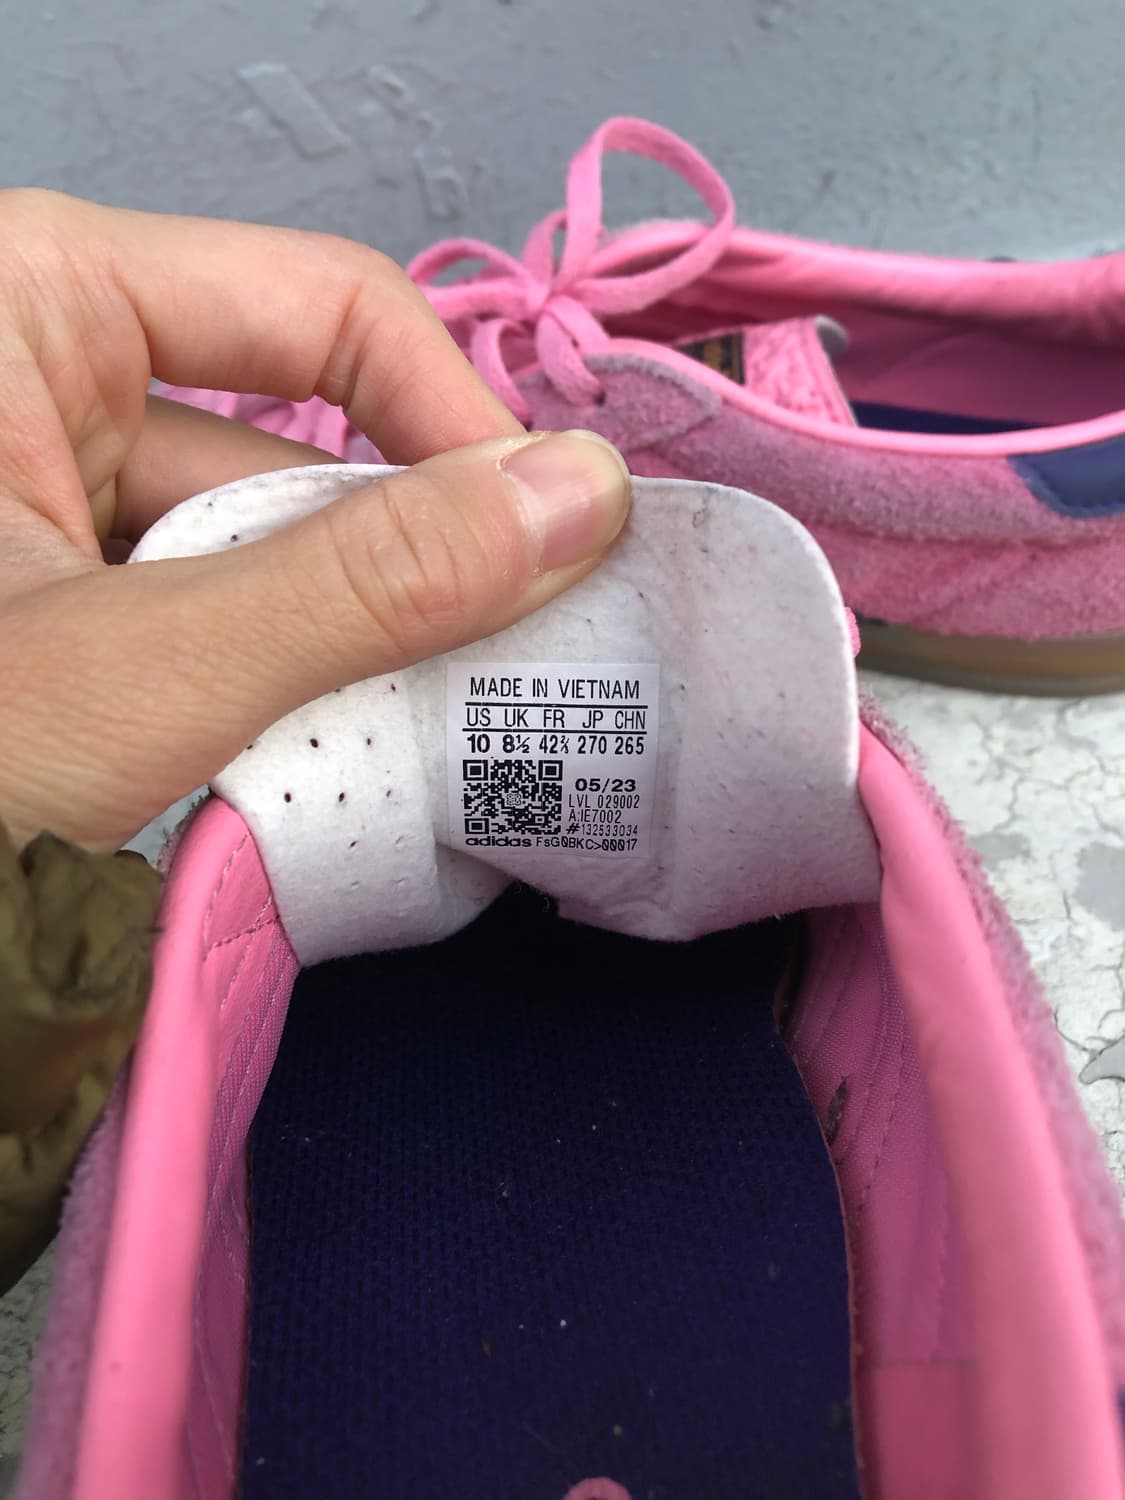 MADE IN VIETNAM
US UK FR JP CHN
10 8½ 42⅔ 270 265
05/23
LVL 029002
A:IE7002
#132533034
adidas FsG0BKC>00017